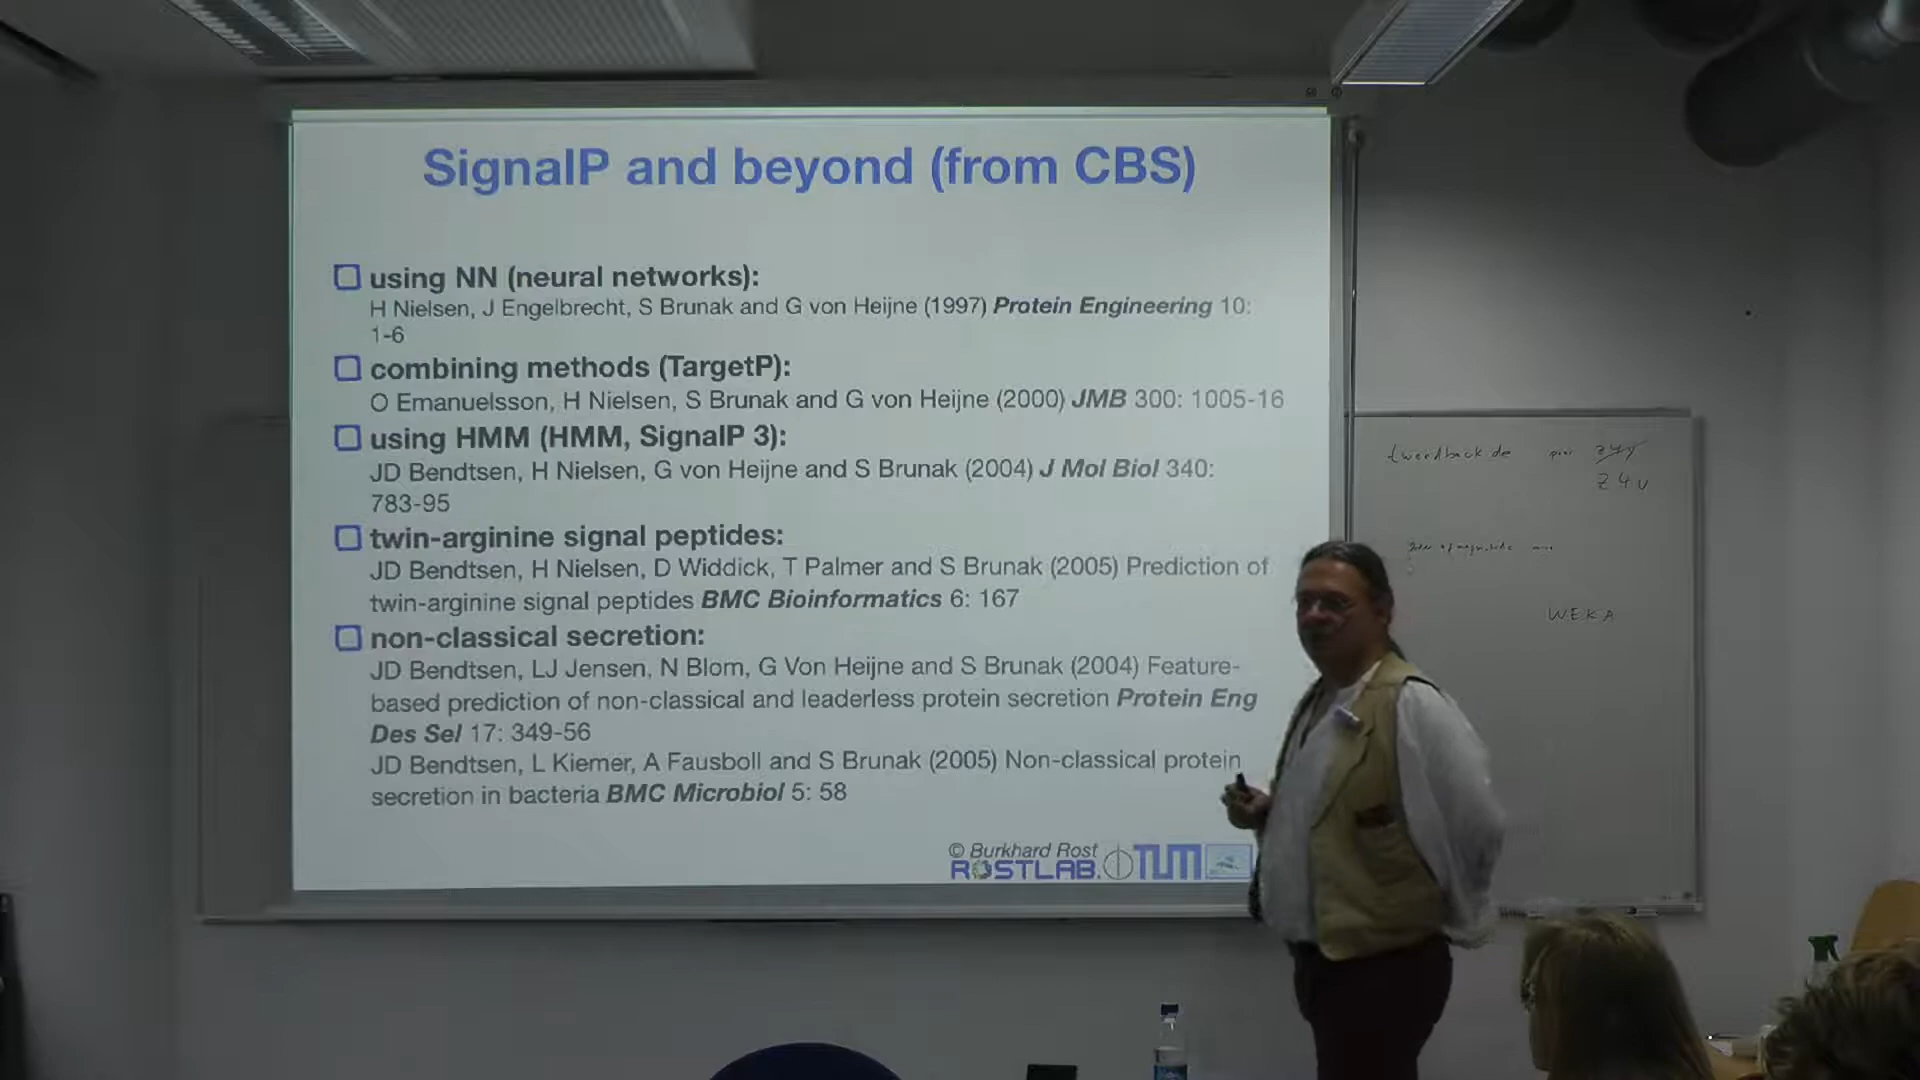 SignalP and beyond (from CBS)
using NN (neural networks):
H Nielsen, J Engelbrecht, S Brunak and G von Heijne (1997) Protein Engineering 10:
1-6
combining methods (TargetP):
O Emanuelsson, H Nielsen, S Brunak and G von Heijne (2000) JMB 300: 1005-16
using HMM (HMM, SignalP 3):
JD Bendtsen, H Nielsen, G von Heijne and S Brunak (2004) J Mol Biol 340:
783-95
twin-arginine signal peptides:
JD Bendtsen, H Nielsen, D Widdick, T Palmer and S Brunak (2005) Prediction of
twin-arginine signal peptides BMC Bioinformatics 6: 167
non-classical secretion:
JD Bendtsen, LJ Jensen, N Blom, G Von Heijne and S Brunak (2004) Feature-
based prediction of non-classical and leaderless protein secretion Protein Eng
Des Sel 17: 349-56
JD Bendtsen, L Kiemer, A Fausboll and S Brunak (2005) Non-classical protein
secretion in bacteria BMC Microbiol 5: 58
© Burkhard Rost
ROSTLAB. TUM
Z4U
WEKA